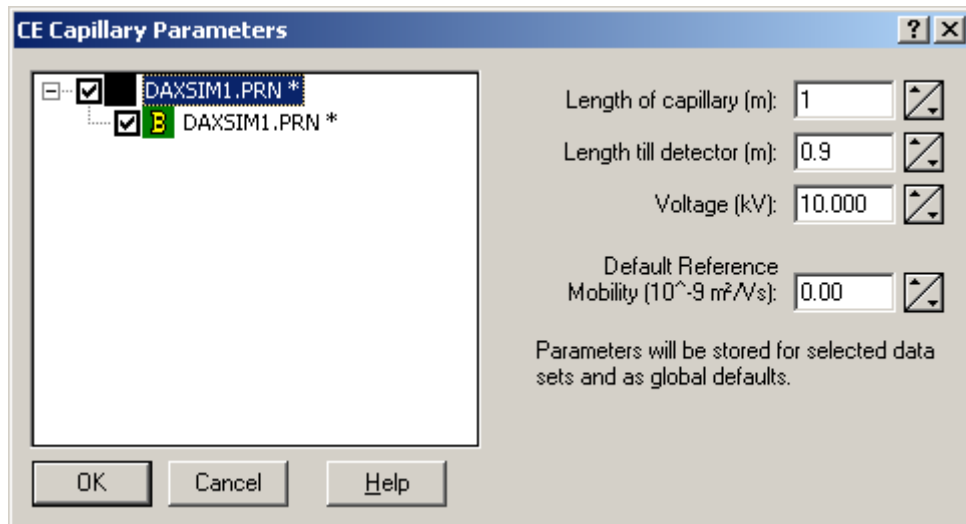 CE Capillary Parameters
DAXSIM1.PRN *
B DAXSIM1.PRN *
Length of capillary (m): 1
Length till detector (m): 0.9
Voltage (kV): 10.000
Default Reference
Mobility (10^-9 m²/Vs): 0.00
Parameters will be stored for selected data
sets and as global defaults.
OK Cancel Help